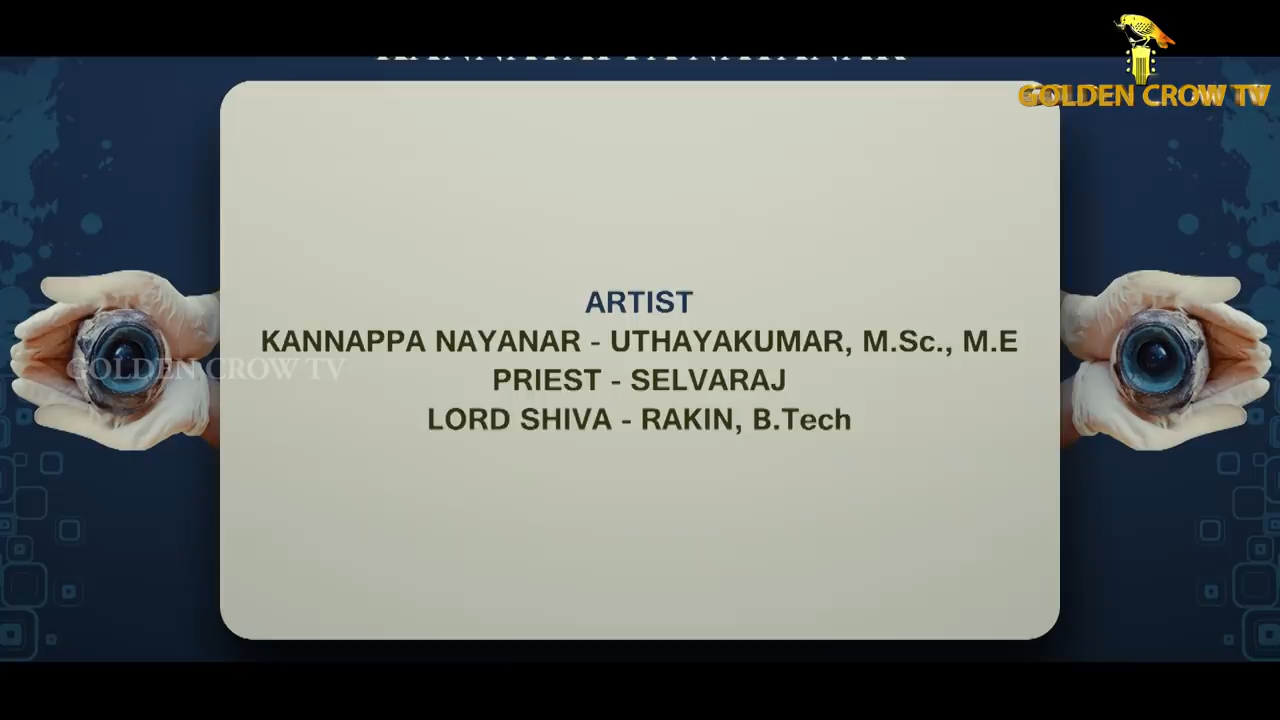 GOLDEN CROW TV
ARTIST
KANNAPPA NAYANAR - UTHAYAKUMAR, M.Sc., M.E
PRIEST - SELVARAJ
GOLDEN CROW TV
LORD SHIVA - RAKIN, B.Tech